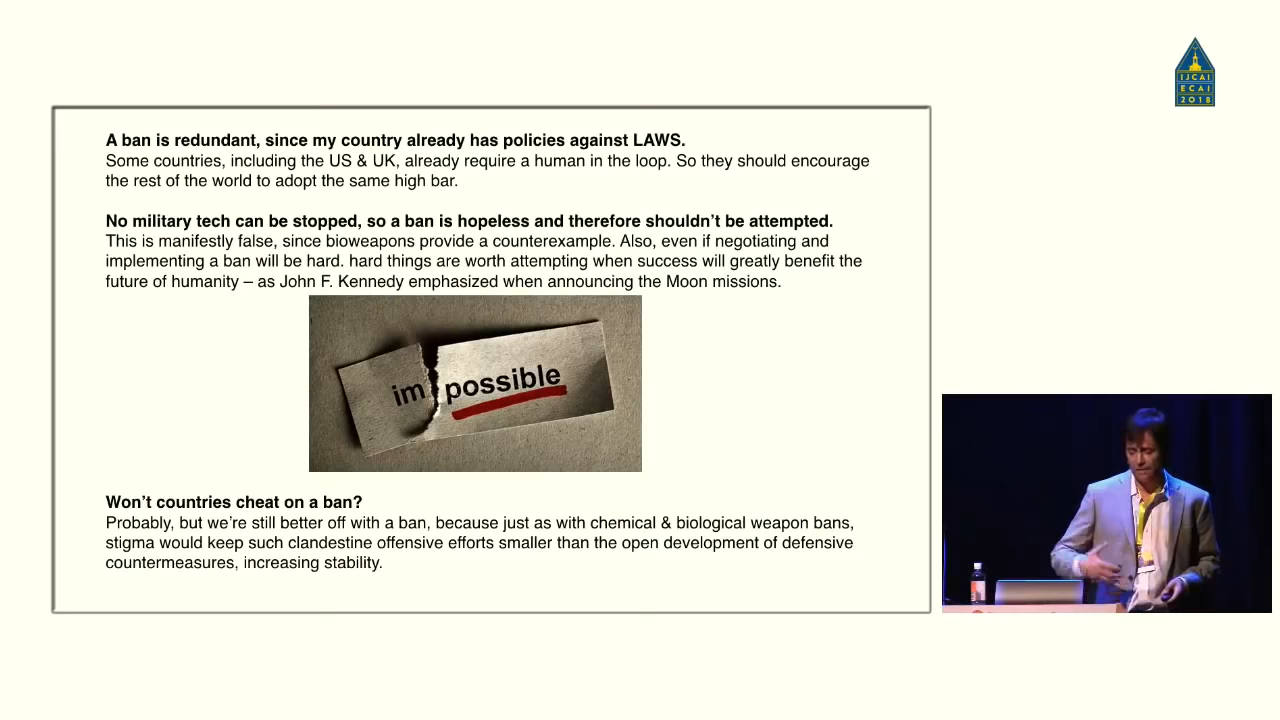 IJCAI
ECAI
2018
A ban is redundant, since my country already has policies against LAWS.
Some countries, including the US & UK, already require a human in the loop. So they should encourage
the rest of the world to adopt the same high bar.
No military tech can be stopped, so a ban is hopeless and therefore shouldn't be attempted.
This is manifestly false, since bioweapons provide a counterexample. Also, even if negotiating and
implementing a ban will be hard. hard things are worth attempting when success will greatly benefit the
future of humanity – as John F. Kennedy emphasized when announcing the Moon missions.
im possible
Won't countries cheat on a ban?
Probably, but we're still better off with a ban, because just as with chemical & biological weapon bans,
stigma would keep such clandestine offensive efforts smaller than the open development of defensive
countermeasures, increasing stability.